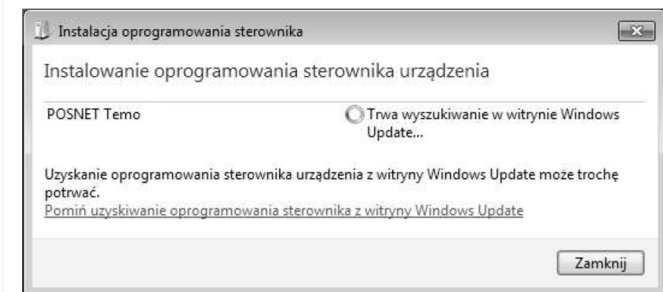 Instalacja oprogramowania sterownika
Instalowanie oprogramowania sterownika urządzenia
POSNET Temo
Trwa wyszukiwanie w witrynie Windows
Update...
Uzyskanie oprogramowania sterownika urządzenia z witryny Windows Update może trochę
potrwać.
Pomiń uzyskiwanie oprogramowania sterownika z witryny Windows Update
Zamknij